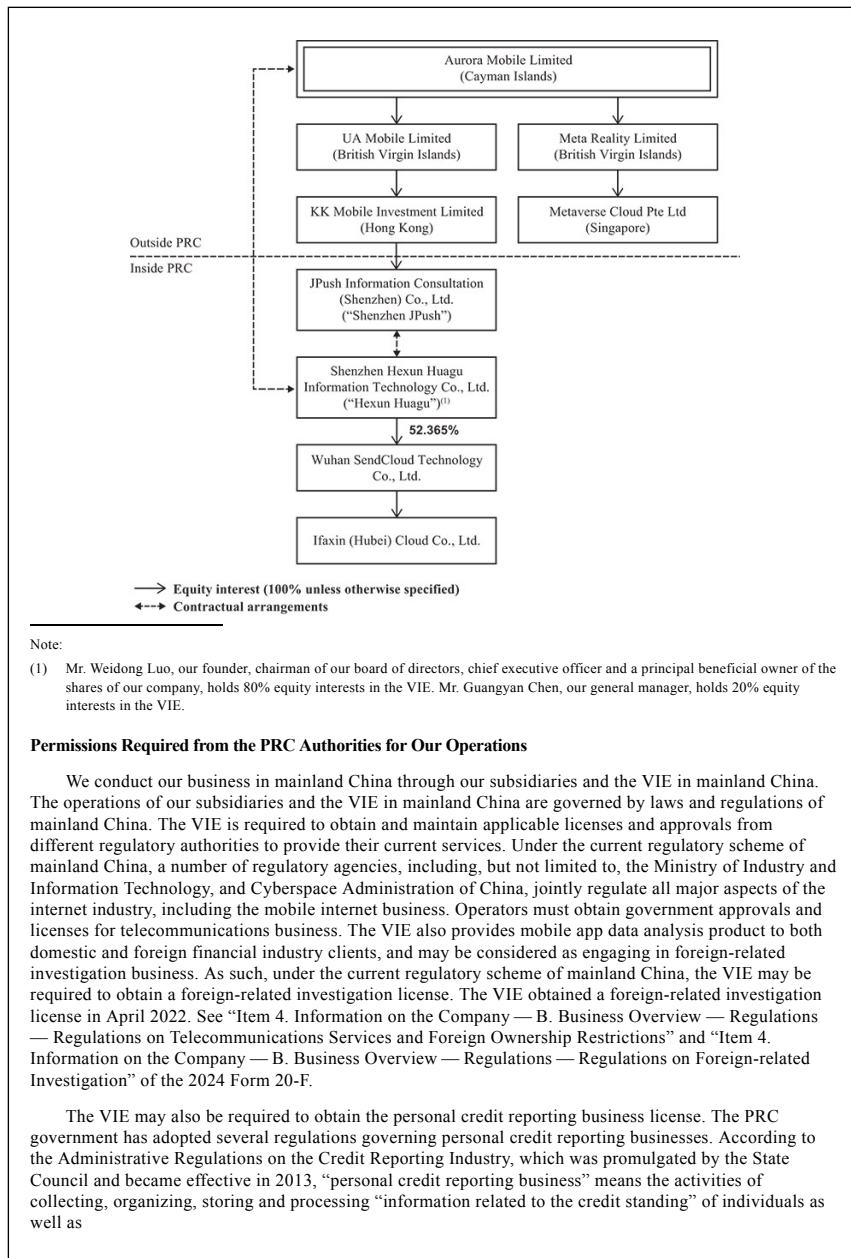 Aurora Mobile Limited
(Cayman Islands)
UA Mobile Limited
(British Virgin Islands)
Meta Reality Limited
(British Virgin Islands)
KK Mobile Investment Limited
(Hong Kong)
Metaverse Cloud Pte Ltd
(Singapore)
Outside PRC
Inside PRC
JPush Information Consultation
(Shenzhen) Co., Ltd.
(“Shenzhen JPush”)
Shenzhen Hexun Huagu
Information Technology Co., Ltd.
(“Hexun Huagu”)(1)
52.365%
Wuhan SendCloud Technology
Co., Ltd.
Ifaxin (Hubei) Cloud Co., Ltd.
Equity interest (100% unless otherwise specified)
Contractual arrangements
Note:
(1) Mr. Weidong Luo, our founder, chairman of our board of directors, chief executive officer and a principal beneficial owner of the
shares of our company, holds 80% equity interests in the VIE. Mr. Guangyan Chen, our general manager, holds 20% equity
interests in the VIE.
Permissions Required from the PRC Authorities for Our Operations
We conduct our business in mainland China through our subsidiaries and the VIE in mainland China.
The operations of our subsidiaries and the VIE in mainland China are governed by laws and regulations of
mainland China. The VIE is required to obtain and maintain applicable licenses and approvals from
different regulatory authorities to provide their current services. Under the current regulatory scheme of
mainland China, a number of regulatory agencies, including, but not limited to, the Ministry of Industry and
Information Technology, and Cyberspace Administration of China, jointly regulate all major aspects of the
internet industry, including the mobile internet business. Operators must obtain government approvals and
licenses for telecommunications business. The VIE also provides mobile app data analysis product to both
domestic and foreign financial industry clients, and may be considered as engaging in foreign-related
investigation business. As such, under the current regulatory scheme of mainland China, the VIE may be
required to obtain a foreign-related investigation license. The VIE obtained a foreign-related investigation
license in April 2022. See “Item 4. Information on the Company — B. Business Overview — Regulations
— Regulations on Telecommunications Services and Foreign Ownership Restrictions” and “Item 4.
Information on the Company — B. Business Overview — Regulations — Regulations on Foreign-related
Investigation” of the 2024 Form 20-F.
The VIE may also be required to obtain the personal credit reporting business license. The PRC
government has adopted several regulations governing personal credit reporting businesses. According to
the Administrative Regulations on the Credit Reporting Industry, which was promulgated by the State
Council and became effective in 2013, “personal credit reporting business” means the activities of
collecting, organizing, storing and processing “information related to the credit standing” of individuals as
well as